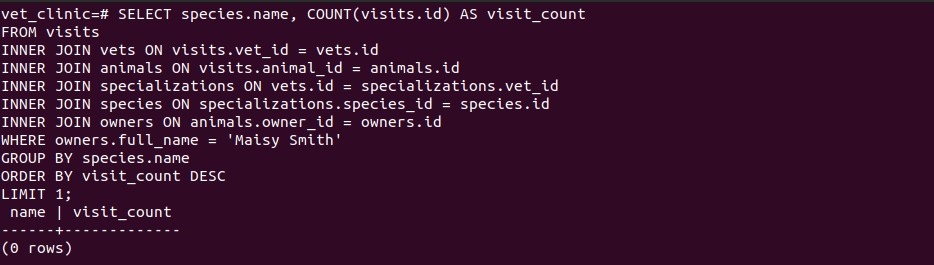 vet_clinic=# SELECT species.name, COUNT(visits.id) AS visit_count
FROM visits
INNER JOIN vets ON visits.vet_id = vets.id
INNER JOIN animals ON visits.animal_id = animals.id
INNER JOIN specializations ON vets.id = specializations.vet_id
INNER JOIN species ON specializations.species_id = species.id
INNER JOIN owners ON animals.owner_id = owners.id
WHERE owners.full_name = 'Maisy Smith'
GROUP BY species.name
ORDER BY visit_count DESC
LIMIT 1;
 name | visit_count
------+-------------
(0 rows)